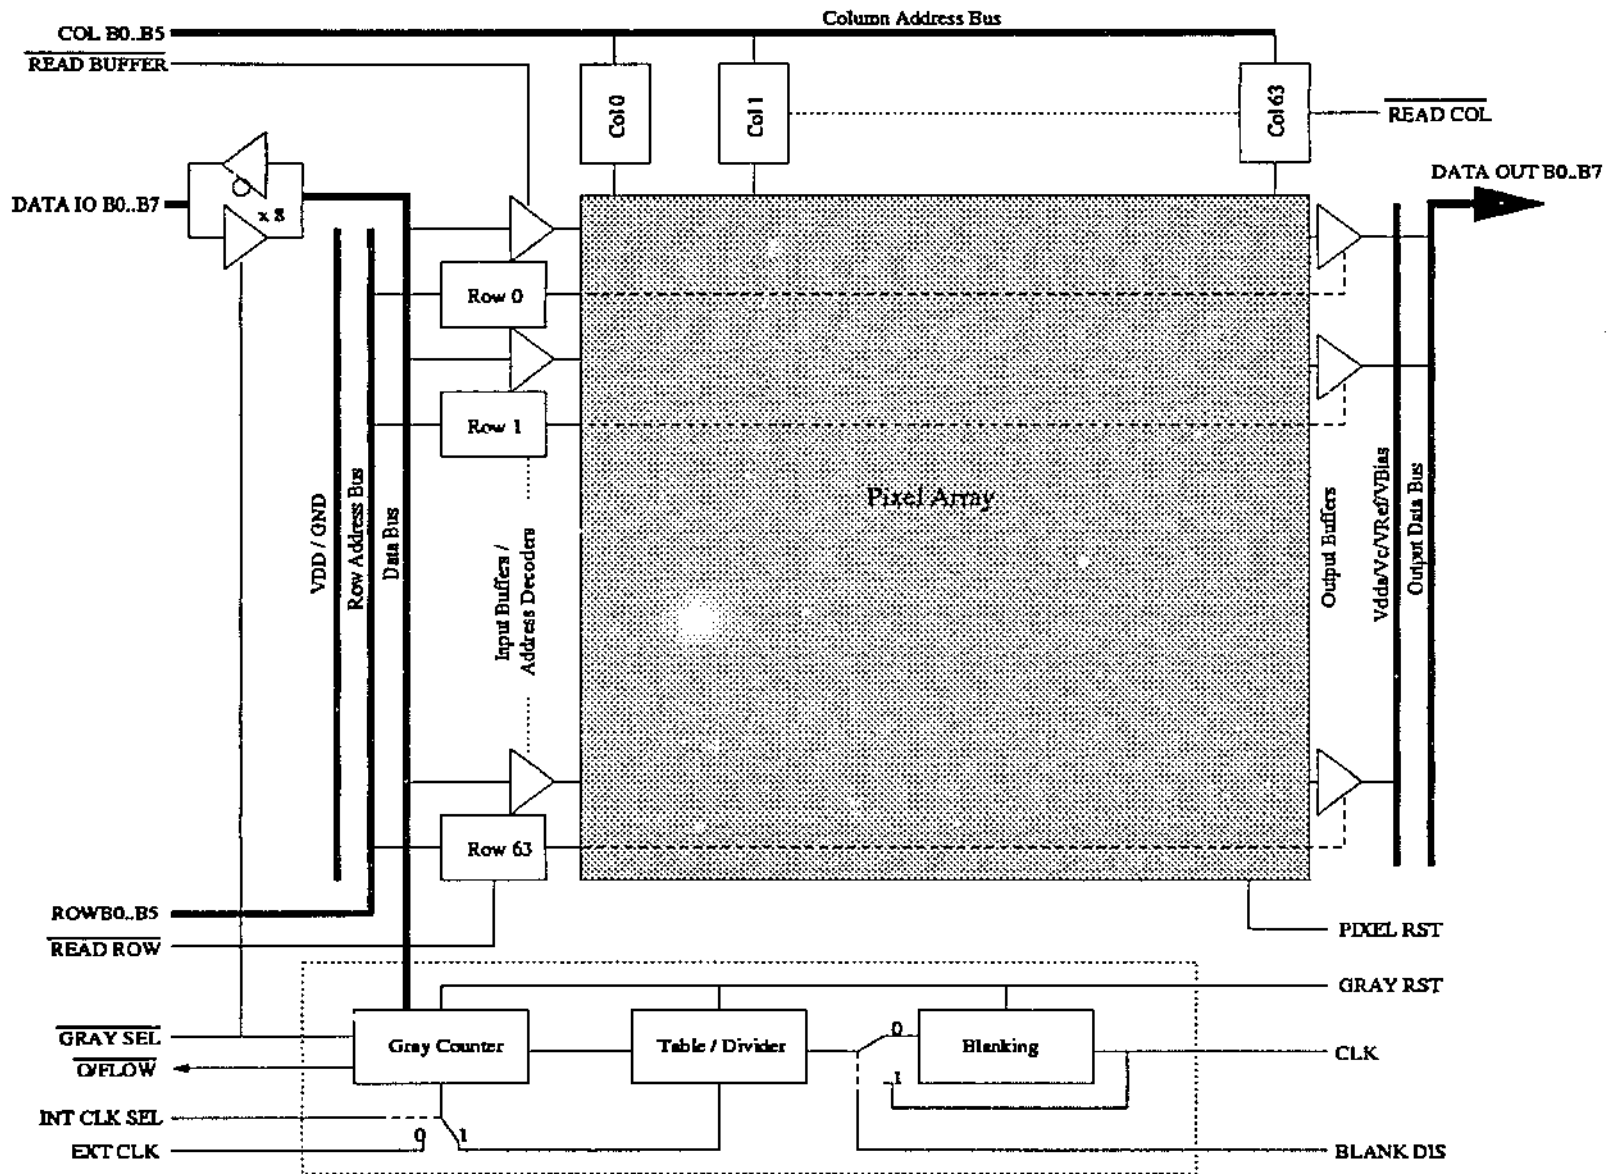 Column Address Bus
COL B0..B5
READ BUFFER
Col 0
Col 1
Col 63
READ COL
DATA IO B0..B7
x 8
DATA OUT B0..B7
Row 0
Row 1
Row 63
VDD / GND
Row Address Bus
Data Bus
Input Buffers /
Address Decoders
Pixel Array
Output Buffers
Vdda/Vc/VRef/VBias
Output Data Bus
ROWB0..B5
READ ROW
PIXEL RST
GRAY RST
GRAY SEL
O/FLOW
Gray Counter
Table / Divider
0
1
Blanking
CLK
INT CLK SEL
EXT CLK
0
1
BLANK DIS